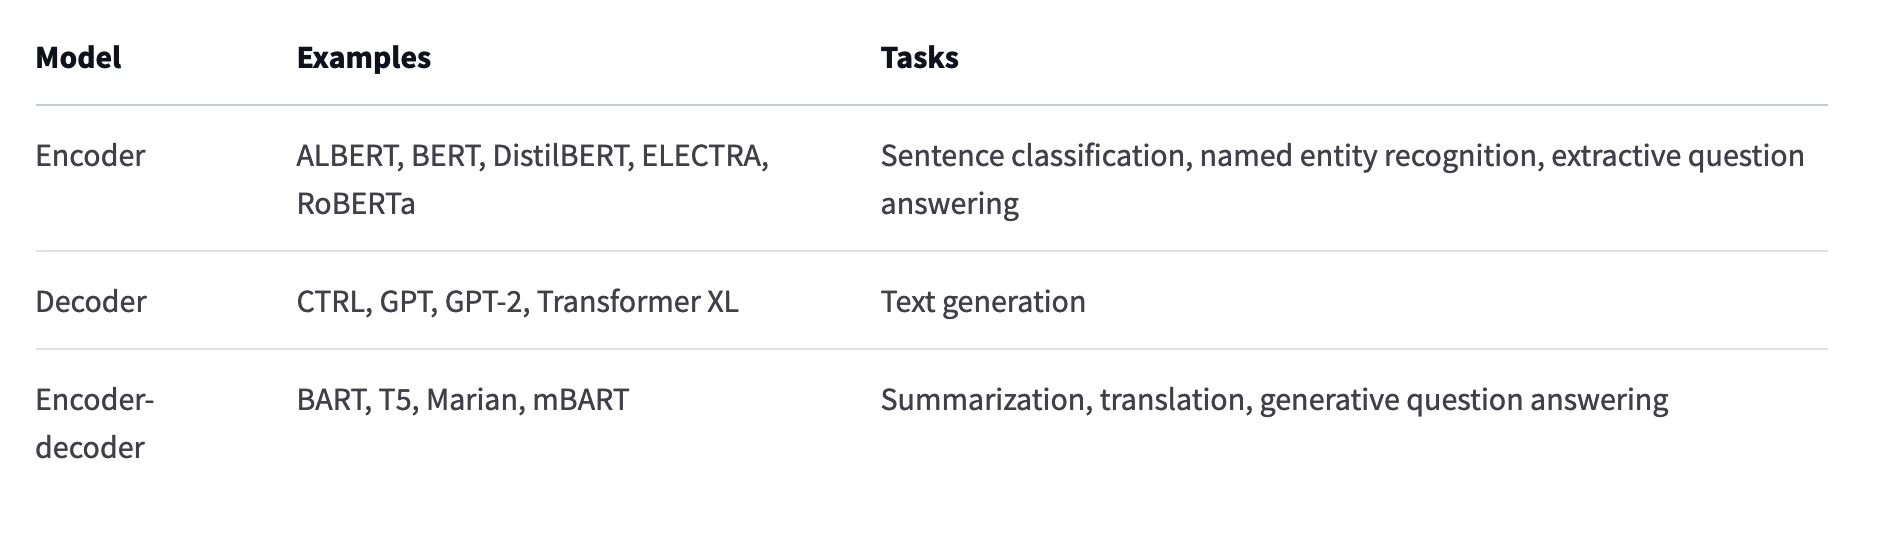 Model Examples Tasks
Encoder ALBERT, BERT, DistilBERT, ELECTRA, Sentence classification, named entity recognition, extractive question
RoBERTa answering
Decoder CTRL, GPT, GPT-2, Transformer XL Text generation
Encoder- BART, T5, Marian, mBART Summarization, translation, generative question answering
decoder